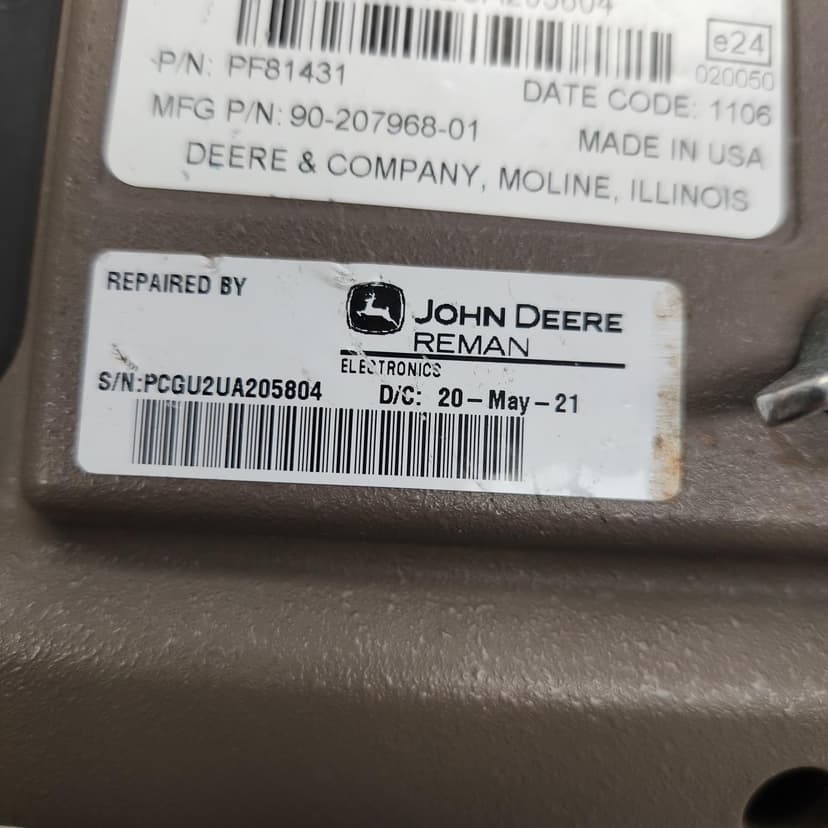 e24
020050
P/N: PF81431
DATE CODE: 1106
MFG P/N: 90-207968-01
MADE IN USA
DEERE & COMPANY, MOLINE, ILLINOIS
REPAIRED BY
JOHN DEERE
REMAN
ELECTRONICS
S/N:PCGU2UA205804
D/C: 20-May-21